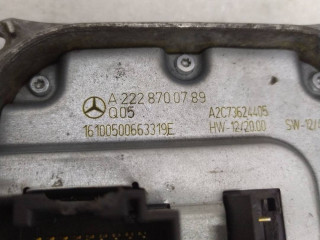 A 222 870 07 89
Q 05
16100500663319E
A2C73624405
HW-12/20.00
SW-12/